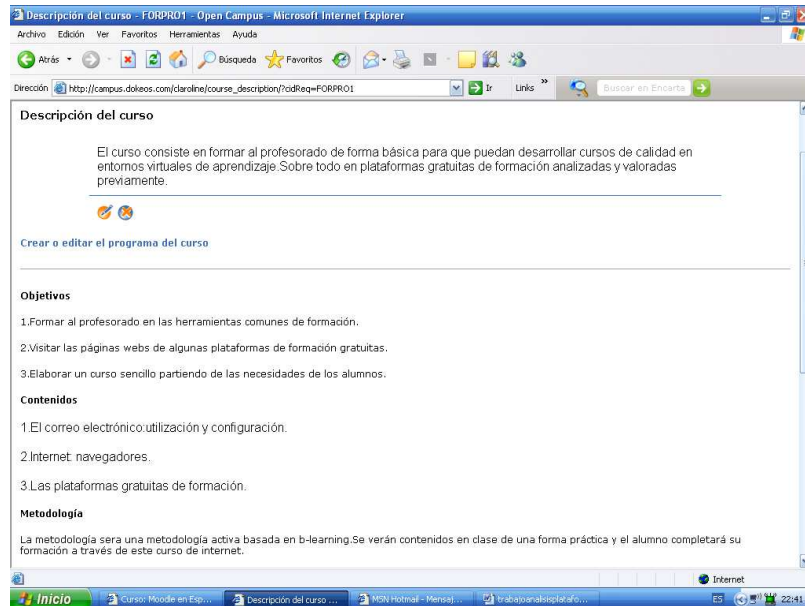 Descripción del curso - FORPRO1 - Open Campus - Microsoft Internet Explorer
Archivo Edición Ver Favoritos Herramientas Ayuda
Atrás Búsqueda Favoritos
Dirección http://campus.dokeos.com/claroline/course_description/?cidReq=FORPRO1 Ir Links » Buscar en Encarta
Descripción del curso
El curso consiste en formar al profesorado de forma básica para que puedan desarrollar cursos de calidad en
entornos virtuales de aprendizaje.Sobre todo en plataformas gratuitas de formación analizadas y valoradas
previamente.
Crear o editar el programa del curso
Objetivos
1.Formar al profesorado en las herramientas comunes de formación.
2.Visitar las páginas webs de algunas plataformas de formación gratuitas.
3.Elaborar un curso sencillo partiendo de las necesidades de los alumnos.
Contenidos
1.El correo electrónico:utilización y configuración.
2.Internet: navegadores.
3.Las plataformas gratuitas de formación.
Metodología
La metodología sera una metodología activa basada en b-learning.Se verán contenidos en clase de una forma práctica y el alumno completará su
formación a través de este curso de internet.
Internet
Inicio Curso: Moodle en Esp... Descripción del curso ... MSN Hotmail - Mensaj... trabajoanalisisplatafo... ES 22:41